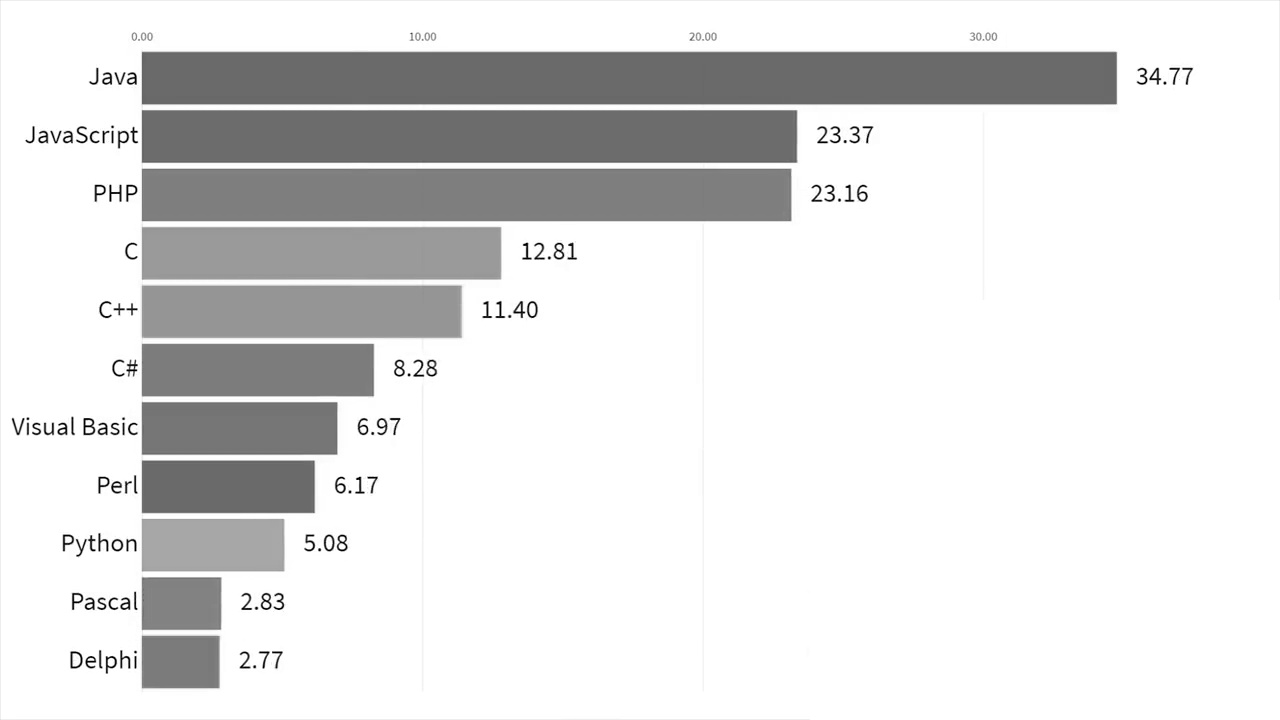 0.00 10.00 20.00 30.00
Java 34.77
JavaScript 23.37
PHP 23.16
C 12.81
C++ 11.40
C# 8.28
Visual Basic 6.97
Perl 6.17
Python 5.08
Pascal 2.83
Delphi 2.77